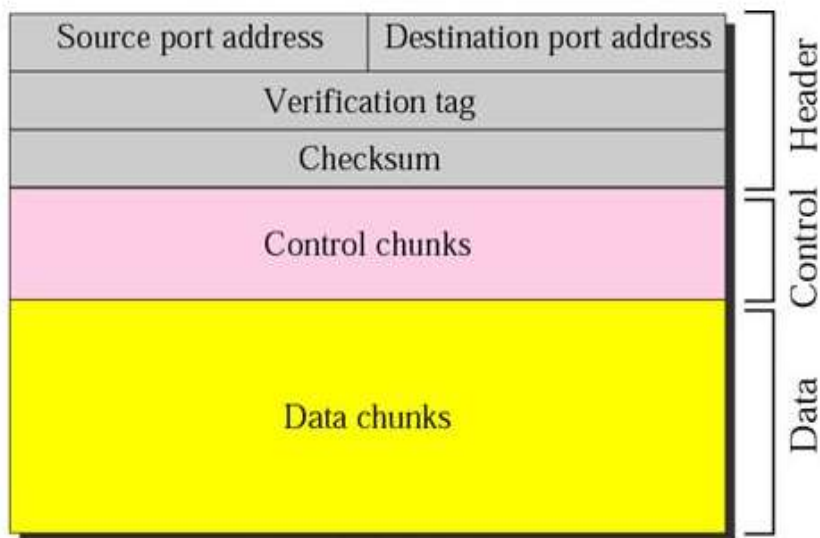 Source port address
Destination port address
Verification tag
Checksum
Control chunks
Data chunks
Header
Control
Data